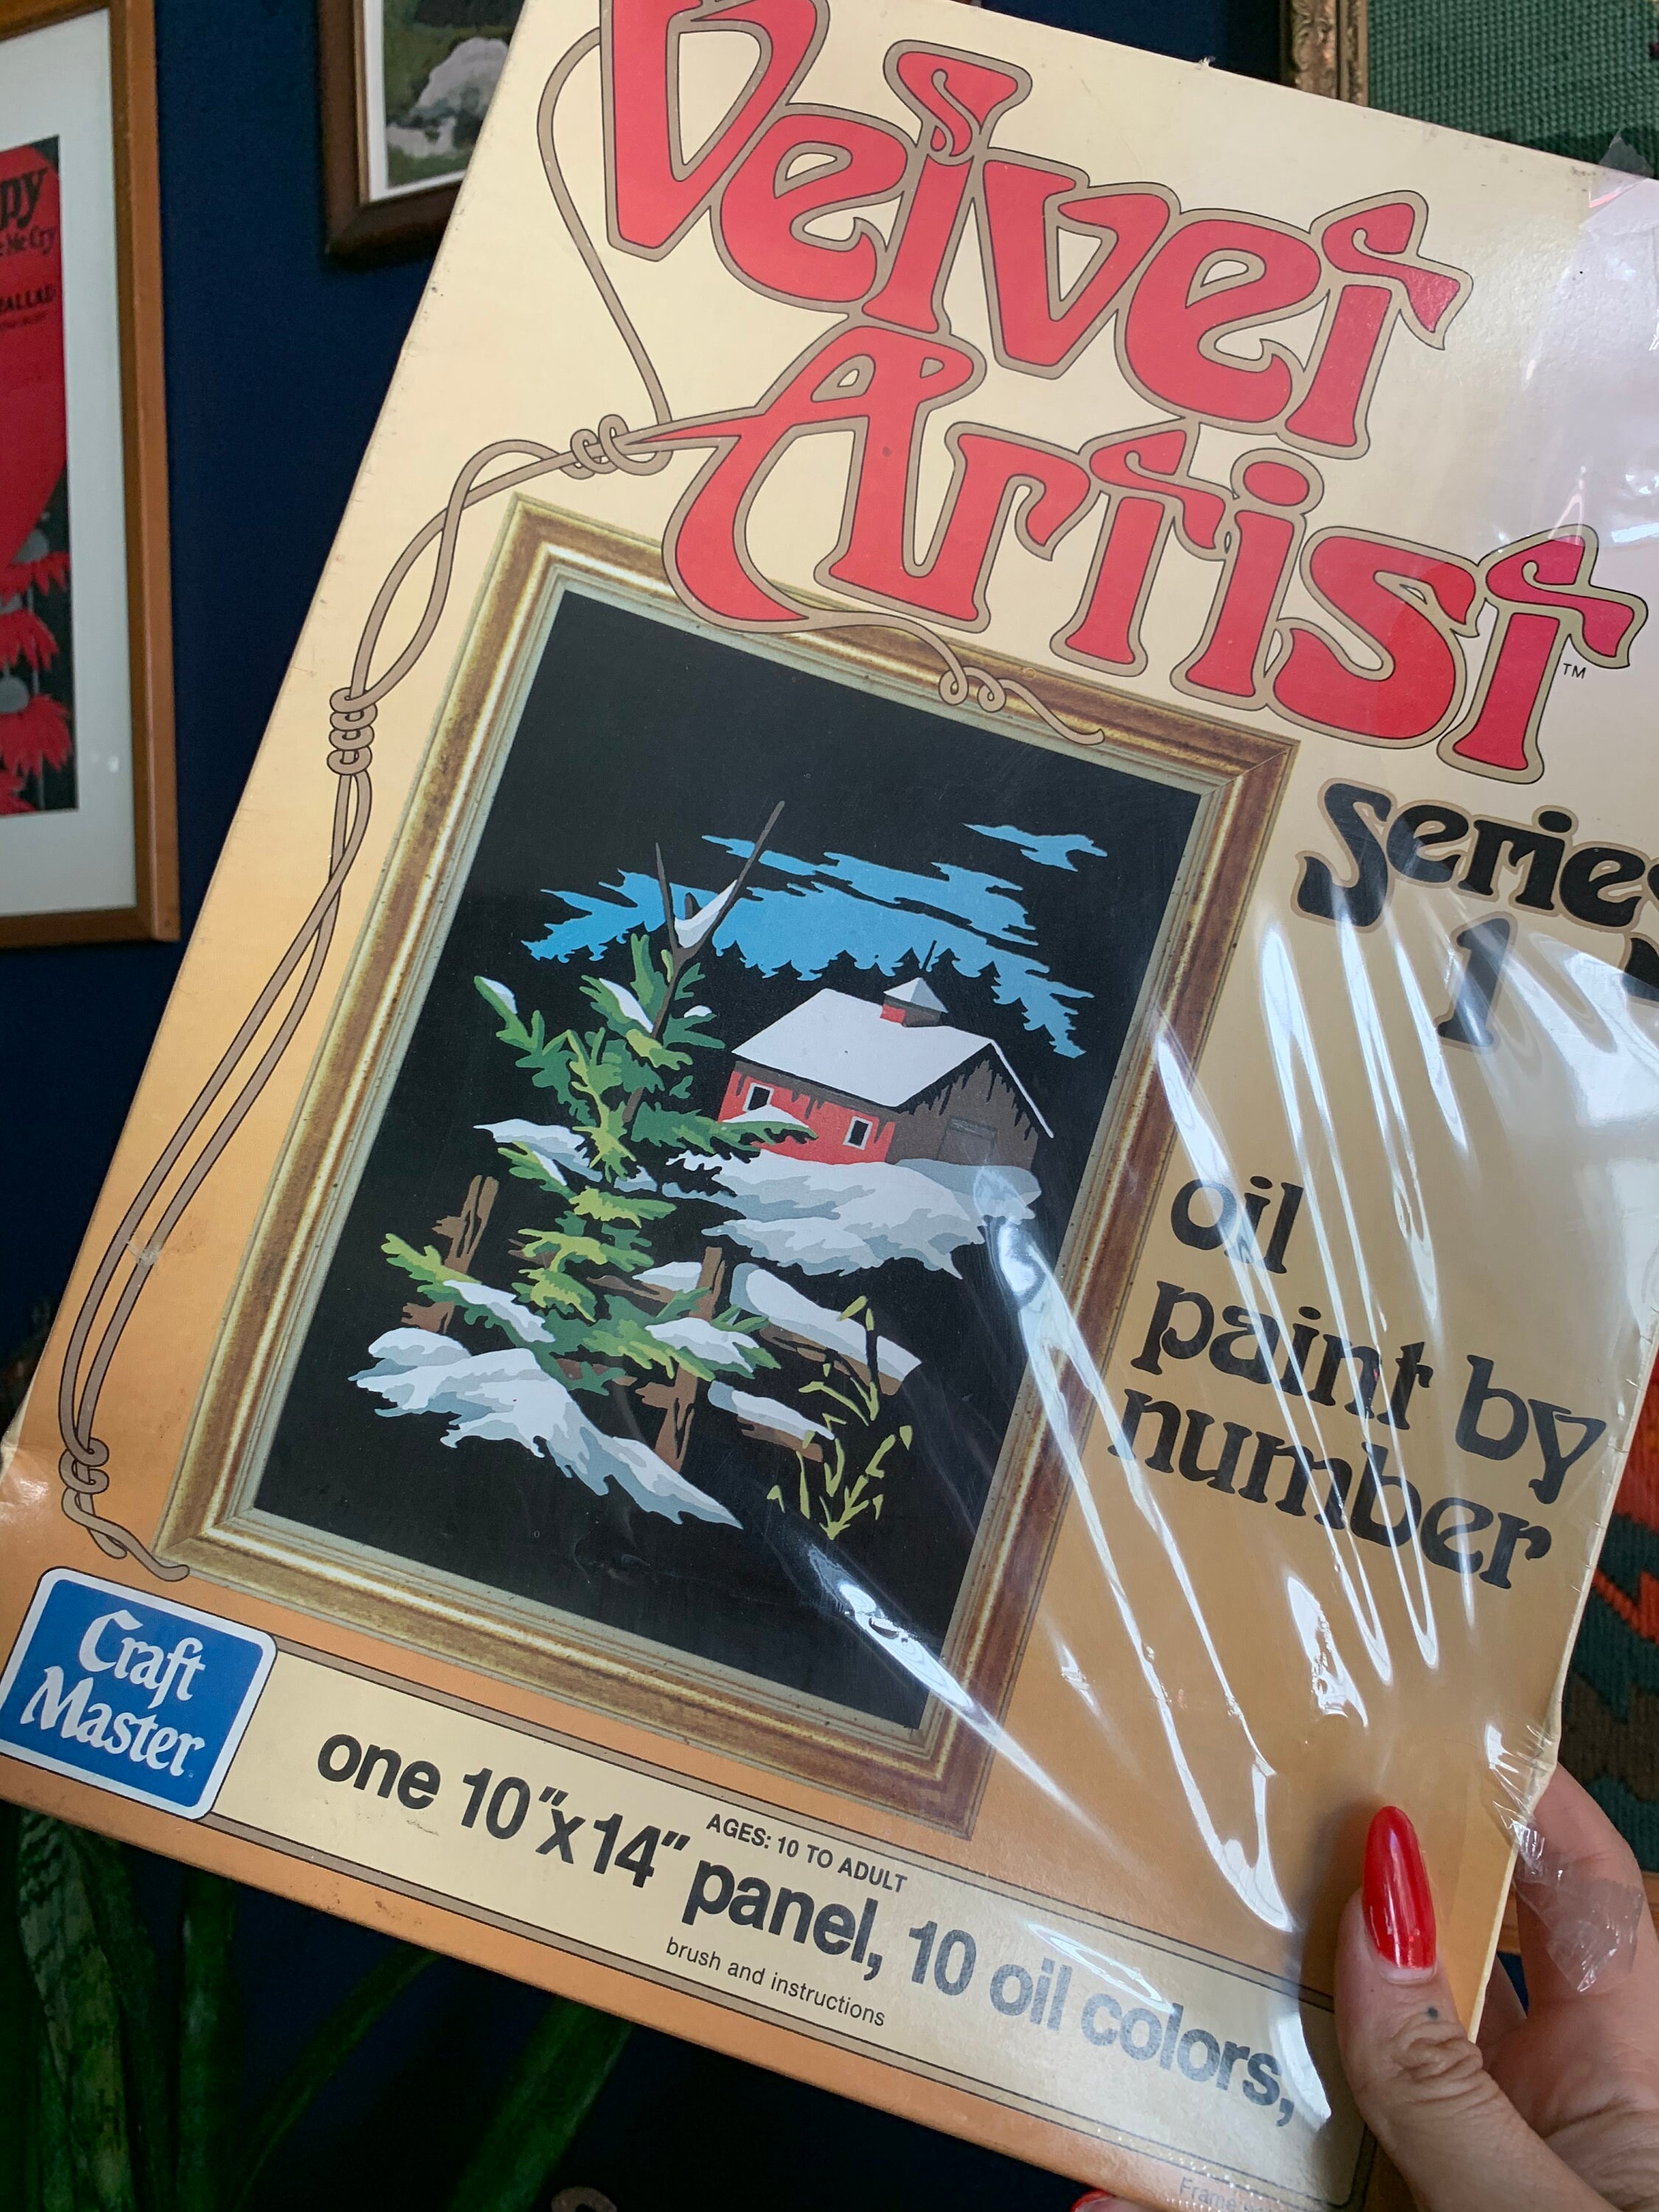 Velvet
Artist
TM
Series
1
oil
paint by
number
Craft
Master
AGES: 10 TO ADULT
one 10"x14" panel, 10 oil colors,
brush and instructions
Frame